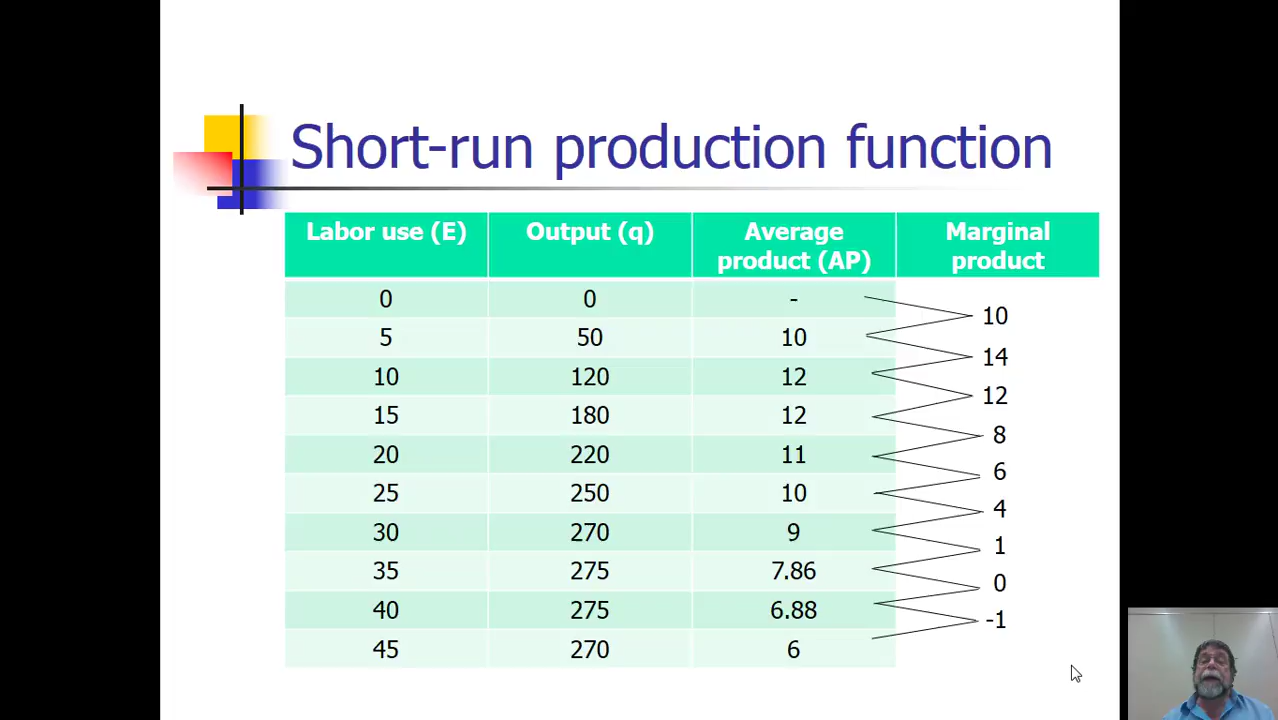 Short-run production function
Labor use (E) Output (q) Average product (AP) Marginal product
0 0 -
10
5 50 10
14
10 120 12
12
15 180 12
8
20 220 11
6
25 250 10
4
30 270 9
1
35 275 7.86
0
40 275 6.88
-1
45 270 6